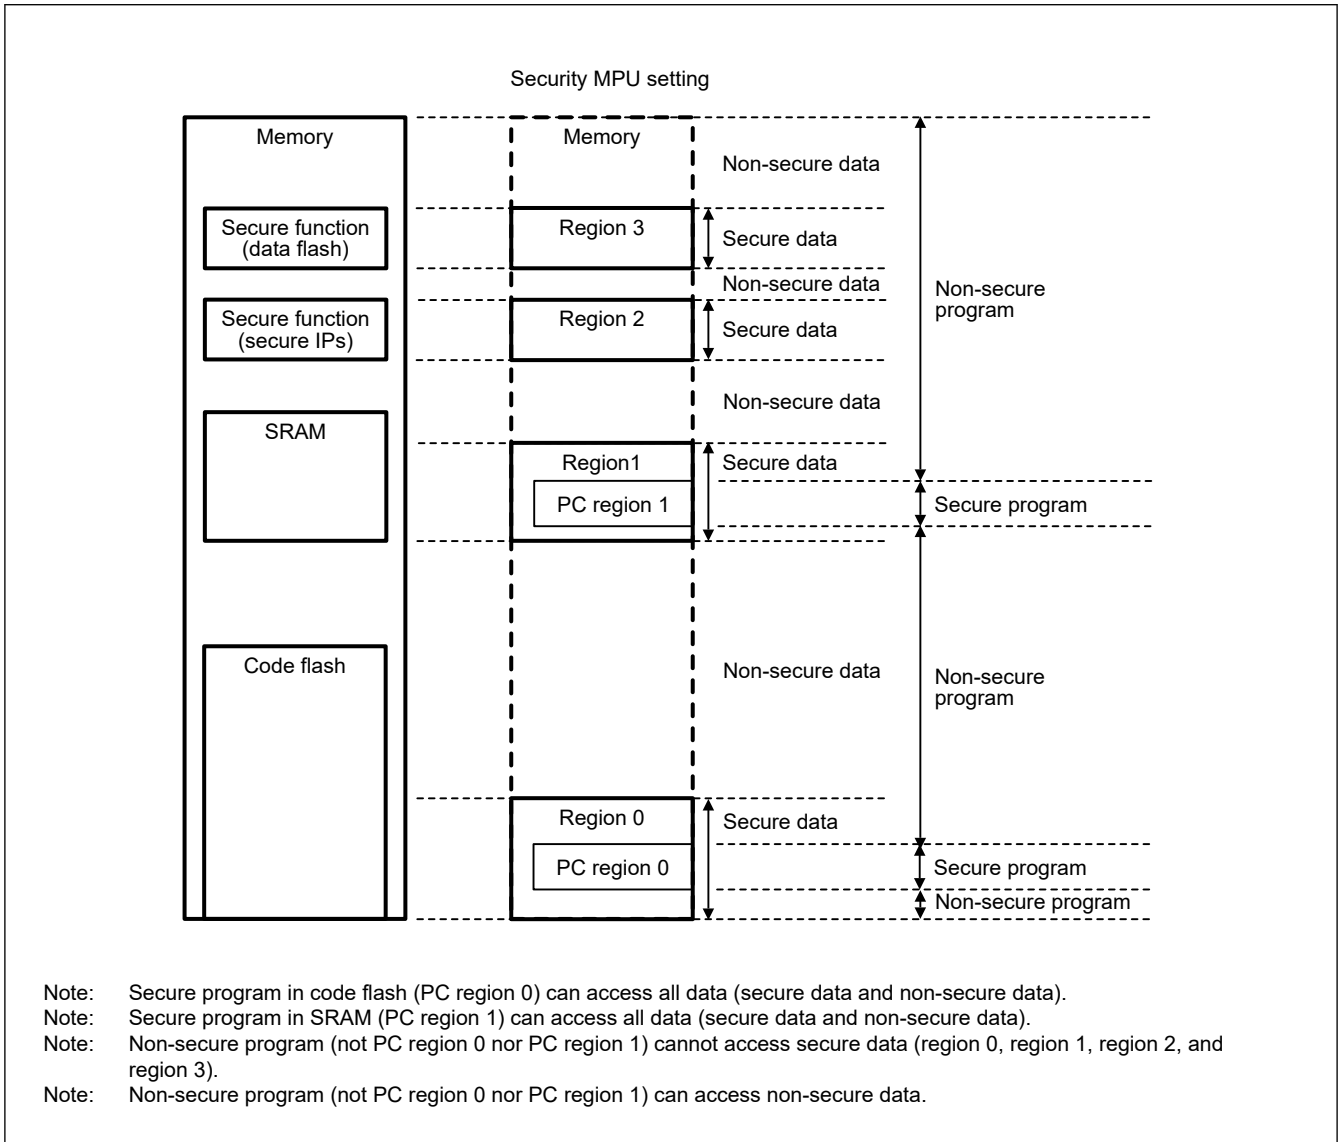 Security MPU setting
Memory
Memory
Non-secure data
Secure function
(data flash)
Region 3
Secure data
Non-secure data
Non-secure
program
Secure function
(secure IPs)
Region 2
Secure data
Non-secure data
SRAM
Region1
Secure data
PC region 1
Secure program
Code flash
Non-secure data
Non-secure
program
Region 0
Secure data
PC region 0
Secure program
Non-secure program
Note: Secure program in code flash (PC region 0) can access all data (secure data and non-secure data).
Note: Secure program in SRAM (PC region 1) can access all data (secure data and non-secure data).
Note: Non-secure program (not PC region 0 nor PC region 1) cannot access secure data (region 0, region 1, region 2, and
region 3).
Note: Non-secure program (not PC region 0 nor PC region 1) can access non-secure data.